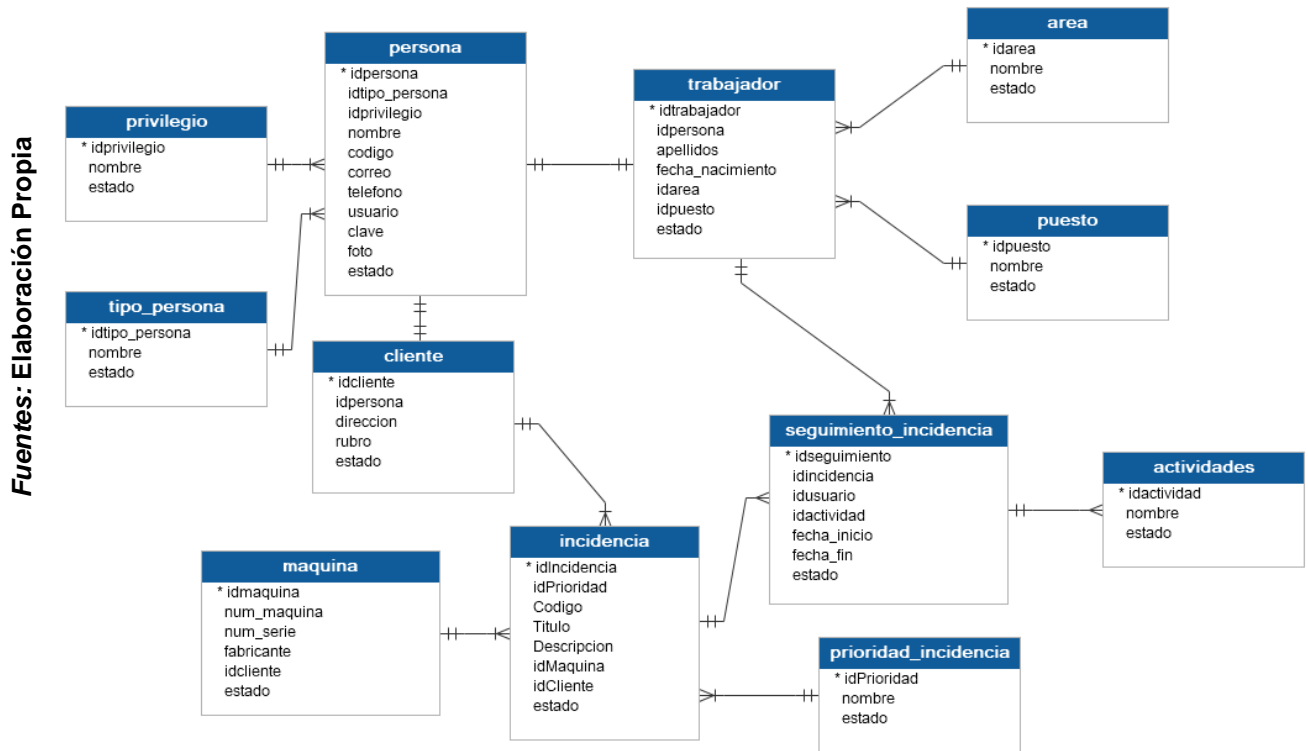 Fuentes: Elaboración Propia
privilegio
* idprivilegio
nombre
estado
tipo_persona
* idtipo_persona
nombre
estado
persona
* idpersona
idtipo_persona
idprivilegio
nombre
codigo
correo
telefono
usuario
clave
foto
estado
cliente
* idcliente
idpersona
direccion
rubro
estado
trabajador
* idtrabajador
idpersona
apellidos
fecha_nacimiento
idarea
idpuesto
estado
area
* idarea
nombre
estado
puesto
* idpuesto
nombre
estado
seguimiento_incidencia
* idseguimiento
idincidencia
idusuario
idactividad
fecha_inicio
fecha_fin
estado
actividades
* idactividad
nombre
estado
maquina
* idmaquina
num_maquina
num_serie
fabricante
idcliente
estado
incidencia
* idIncidencia
idPrioridad
Codigo
Titulo
Descripcion
idMaquina
idCliente
estado
prioridad_incidencia
* idPrioridad
nombre
estado